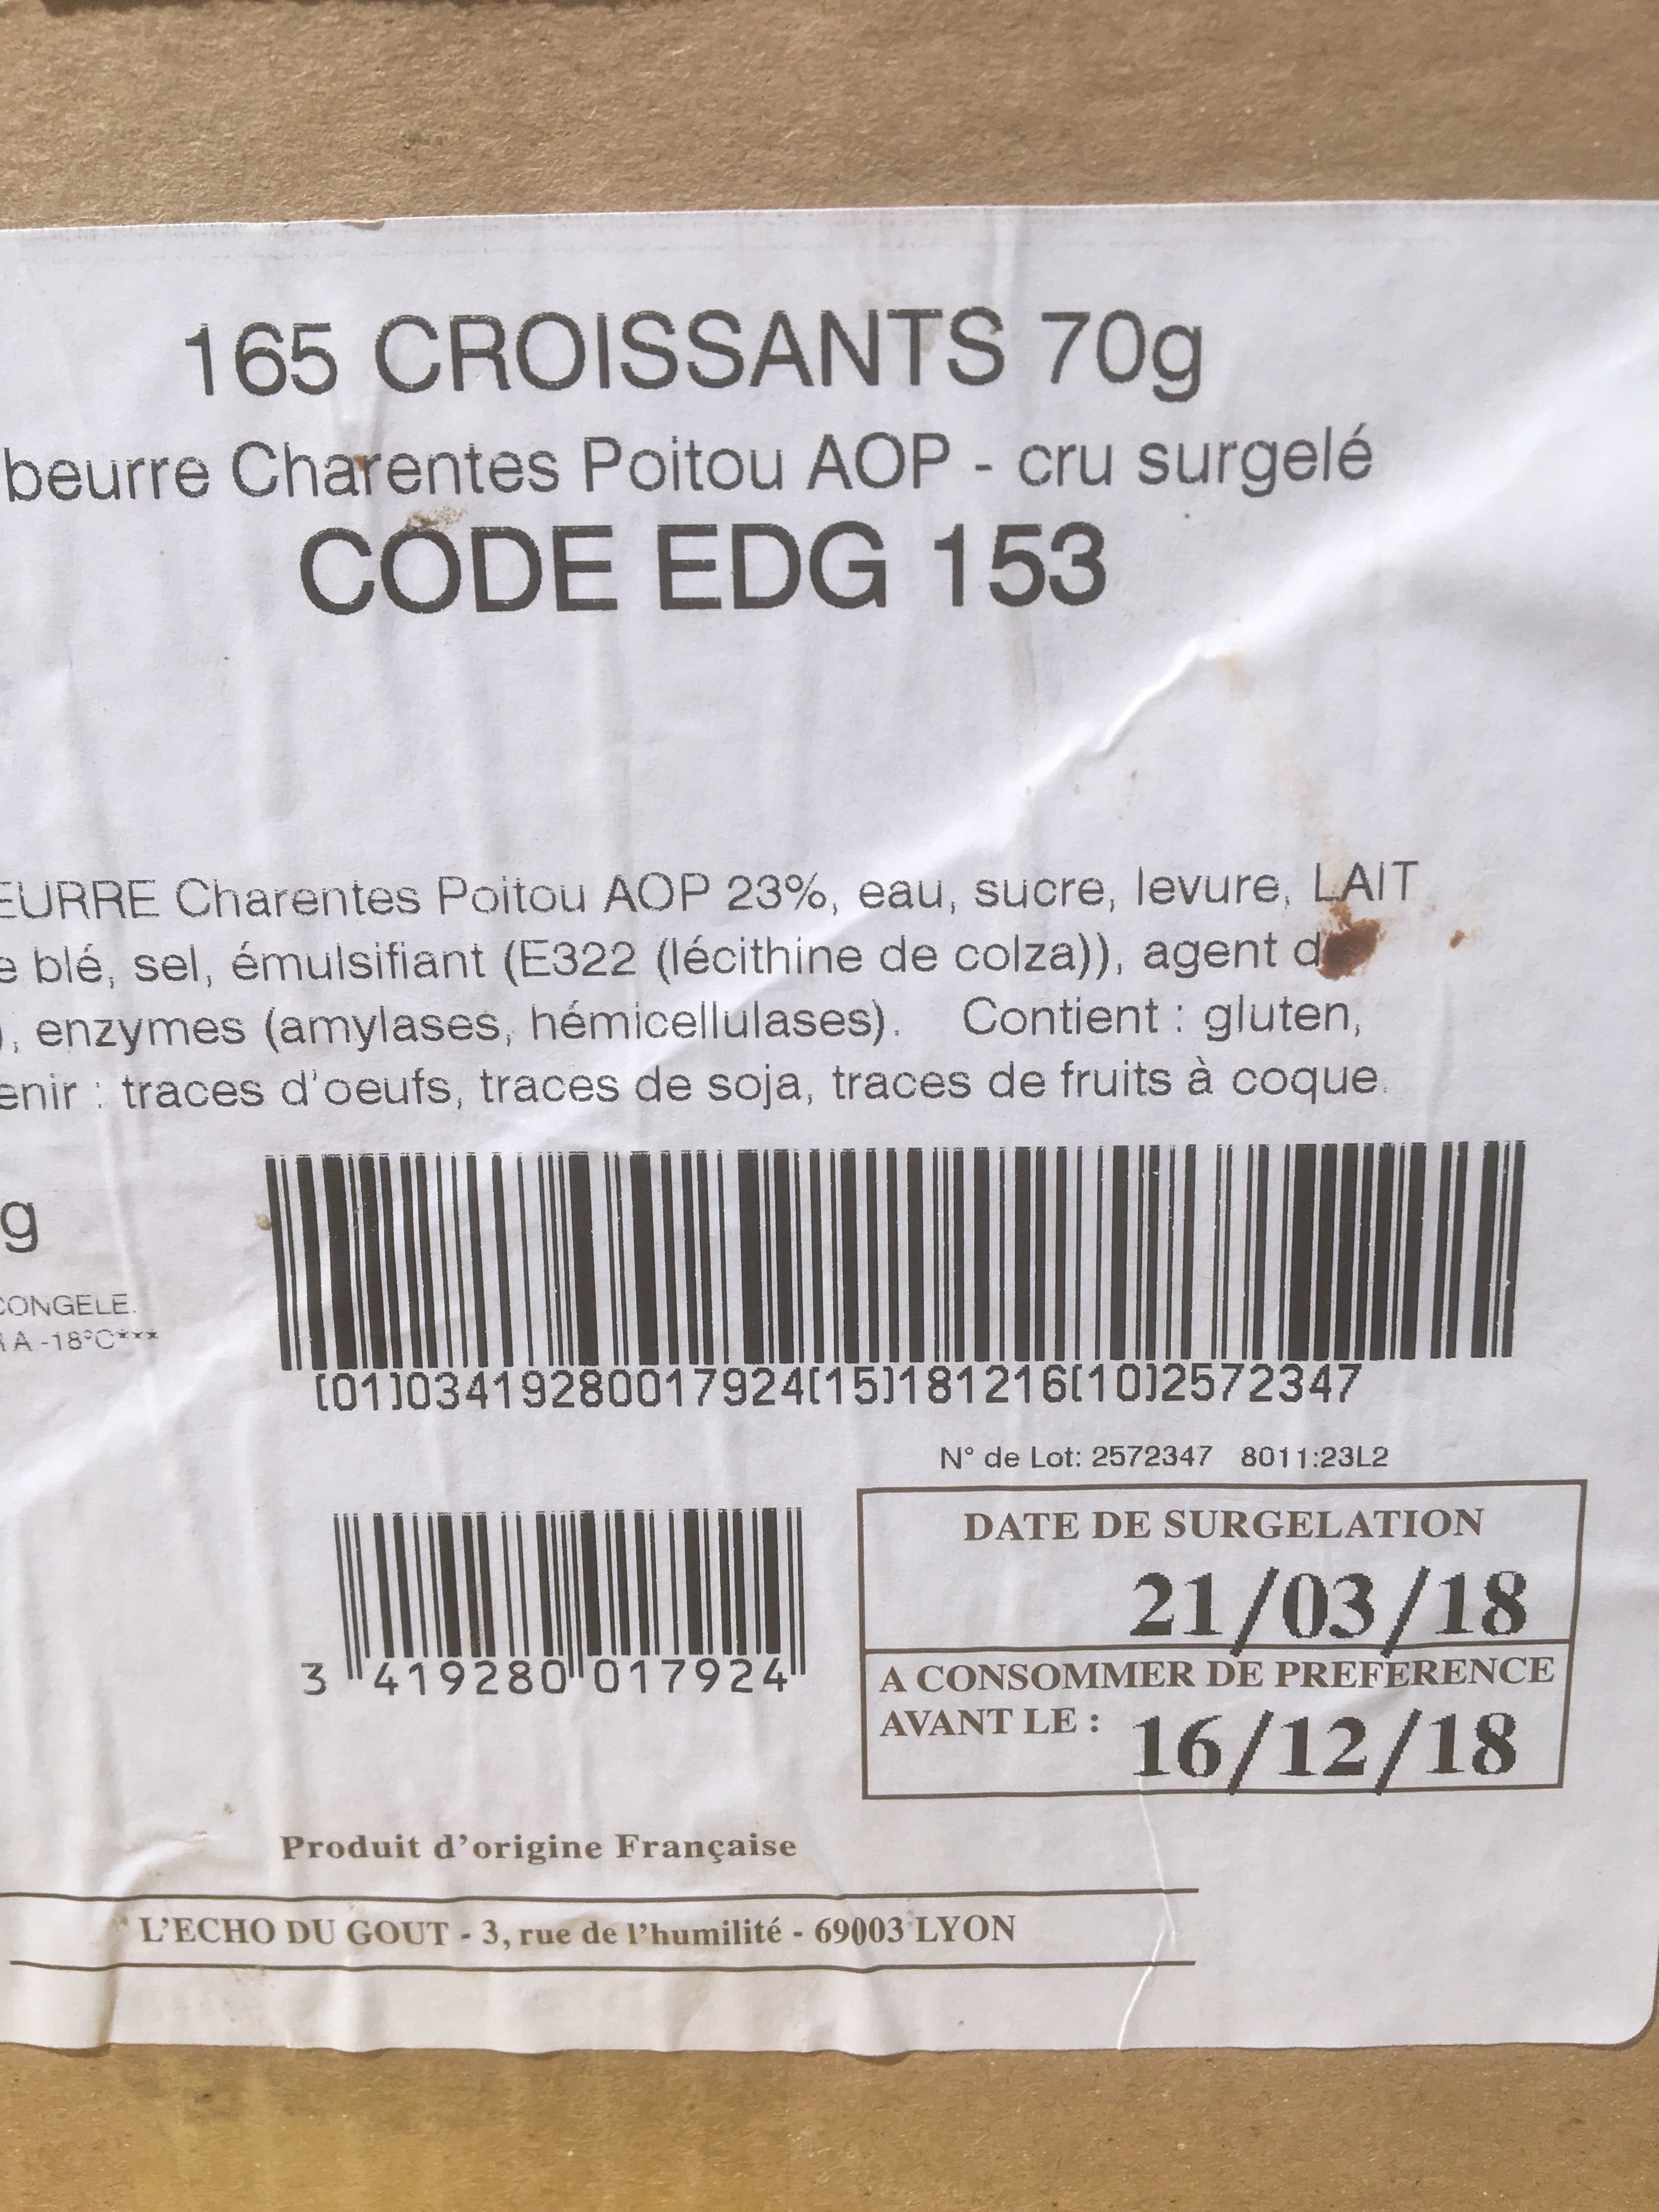 165 CROISSANTS 70g
beurre Charentes Poitou AOP - cru surgelé
CODE EDG 153
EURRE Charentes Poitou AOP 23%, eau, sucre, levure, LAIT
e blé, sel, émulsifiant (E322 (lécithine de colza)), agent d
), enzymes (amylases, hémicellulases). Contient : gluten,
enir : traces d'oeufs, traces de soja, traces de fruits à coque.
g
CONGELE.
R A -18°C***
(01)03419280017924(15)181216(10)2572347
N° de Lot: 2572347 8011:23L2
DATE DE SURGELATION
21/03/18
A CONSOMMER DE PREFERENCE
AVANT LE : 16/12/18
3 419280 017924
Produit d'origine Française
L'ECHO DU GOUT - 3, rue de l'humilité - 69003 LYON